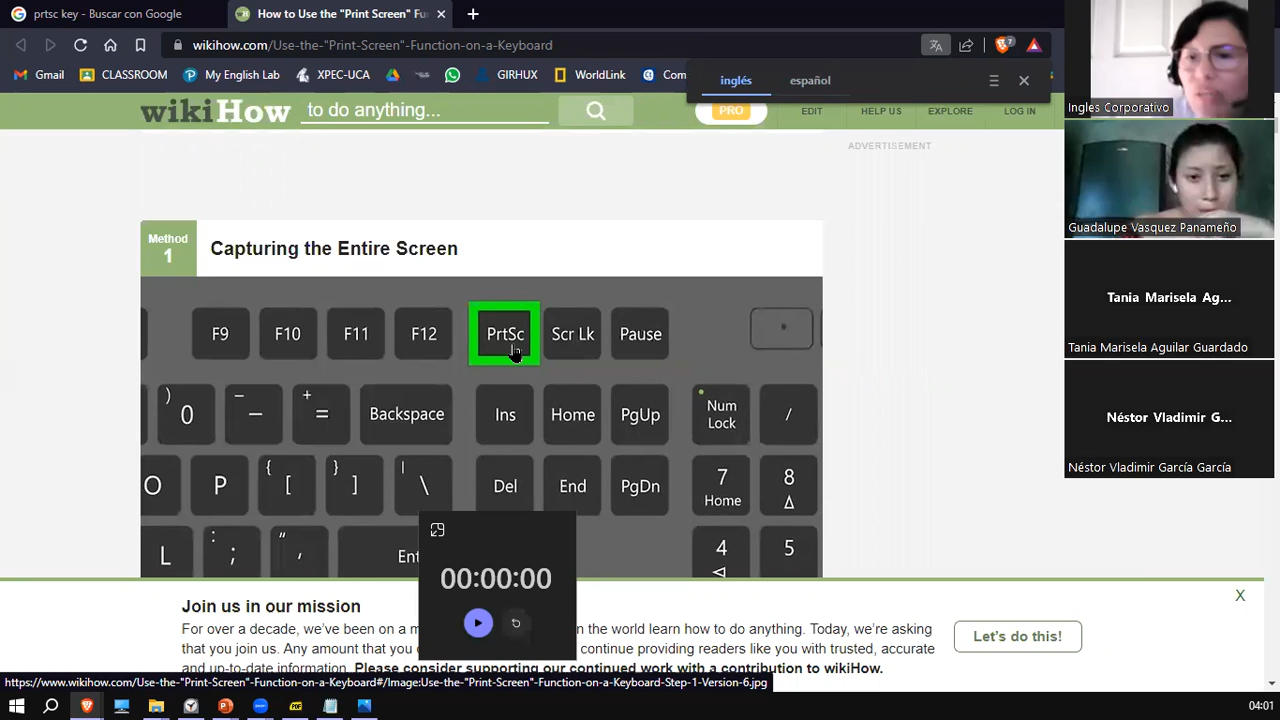 prtsc key - Buscar con Google
How to Use the "Print Screen" Fu
wikihow.com/Use-the-"Print-Screen"-Function-on-a-Keyboard
7
Gmail
CLASSROOM
My English Lab
XPEC-UCA
GIRHUX
WorldLink
Com
inglés
español
wikiHow
to do anything...
PRO
EDIT
HELP US
EXPLORE
LOG IN
ADVERTISEMENT
Method
1
Capturing the Entire Screen
F9
F10
F11
F12
PrtSc
Scr Lk
Pause
)
0
_
–
+
=
Backspace
Ins
Home
PgUp
Num
Lock
/
O
P
{
[
}
]
|
\
Del
End
PgDn
7
Home
8
L
:
;
"
,
Ent
4
5
00:00:00
Join us in our mission
For over a decade, we've been on a m
n the world learn how to do anything. Today, we're asking
that you join us. Any amount that you c
continue providing readers like you with trusted, accurate
and up-to-date information. Please consider supporting our continued work with a contribution to wikiHow.
X
Let's do this!
https://www.wikihow.com/Use-the-"Print-Screen"-Function-on-a-Keyboard#/Image:Use-the-"Print-Screen"-Function-on-a-Keyboard-Step-1-Version-6.jpg
04:01
Ingles Corporativo
Guadalupe Vasquez Panameño
Tania Marisela Ag...
Tania Marisela Aguilar Guardado
Néstor Vladimir G...
Néstor Vladimir García García